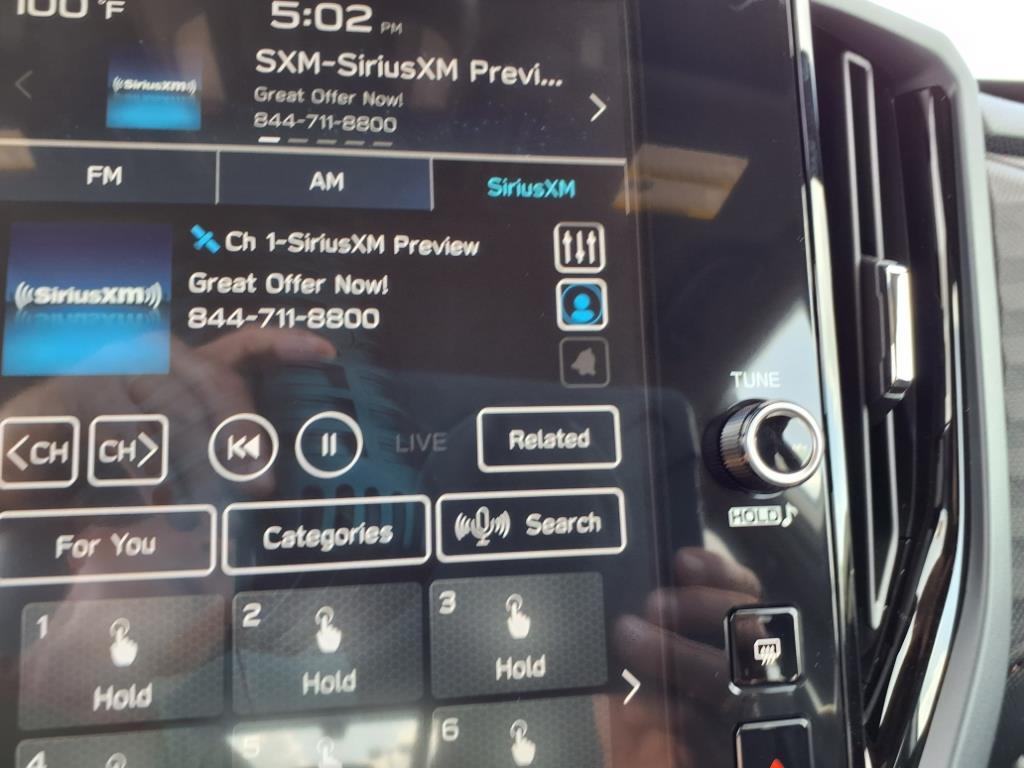 100 °F
5:02 PM
SXM-SiriusXM Previ...
(((SiriusXM)))
Great Offer Now!
844-711-8800
FM
AM
SiriusXM
Ch 1-SiriusXM Preview
Great Offer Now!
(((SiriusXM)))
844-711-8800
TUNE
<CH
CH>
LIVE
Related
HOLD
For You
Categories
Search
1
2
3
Hold
Hold
Hold
4
5
6